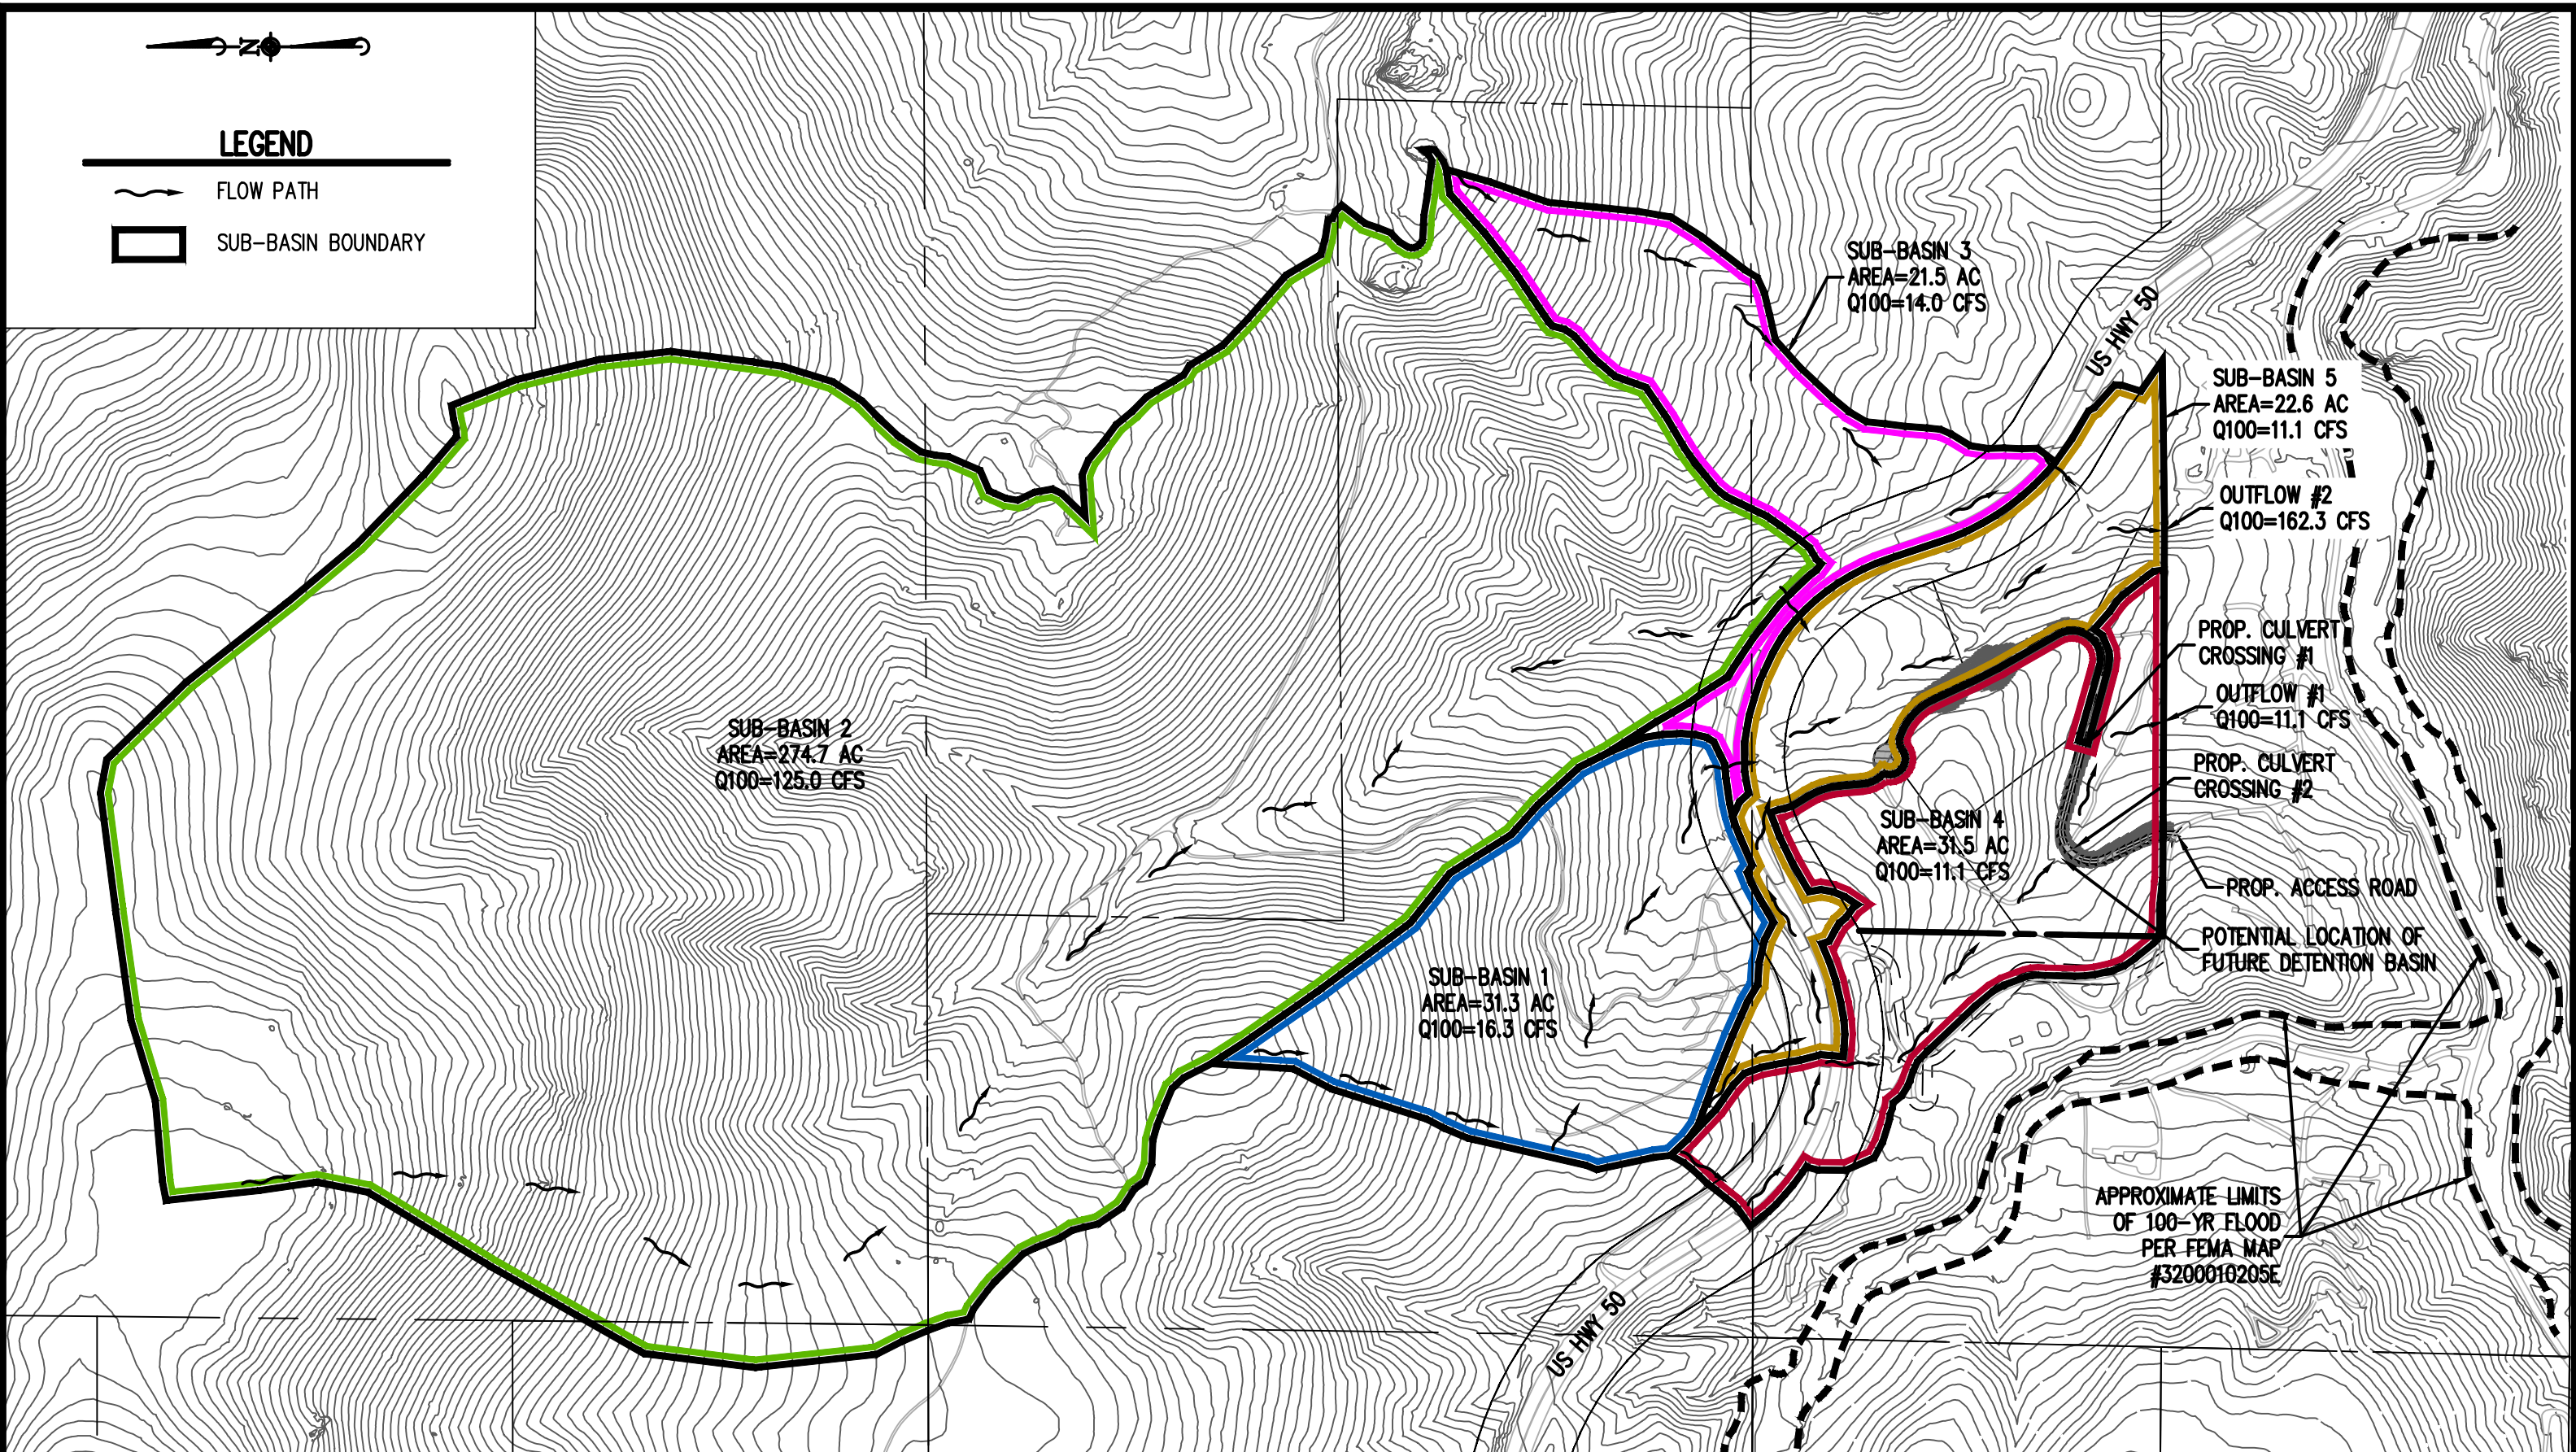 N
LEGEND
FLOW PATH
SUB-BASIN BOUNDARY
SUB-BASIN 3
AREA=21.5 AC
Q100=14.0 CFS
US HWY 50
SUB-BASIN 5
AREA=22.6 AC
Q100=11.1 CFS
OUTFLOW #2
Q100=162.3 CFS
PROP. CULVERT
CROSSING #1
OUTFLOW #1
Q100=11.1 CFS
PROP. CULVERT
CROSSING #2
SUB-BASIN 2
AREA=274.7 AC
Q100=125.0 CFS
SUB-BASIN 4
AREA=31.5 AC
Q100=11.1 CFS
PROP. ACCESS ROAD
POTENTIAL LOCATION OF
FUTURE DETENTION BASIN
SUB-BASIN 1
AREA=31.3 AC
Q100=16.3 CFS
APPROXIMATE LIMITS
OF 100-YR FLOOD
PER FEMA MAP
#3200010205E
US HWY 50